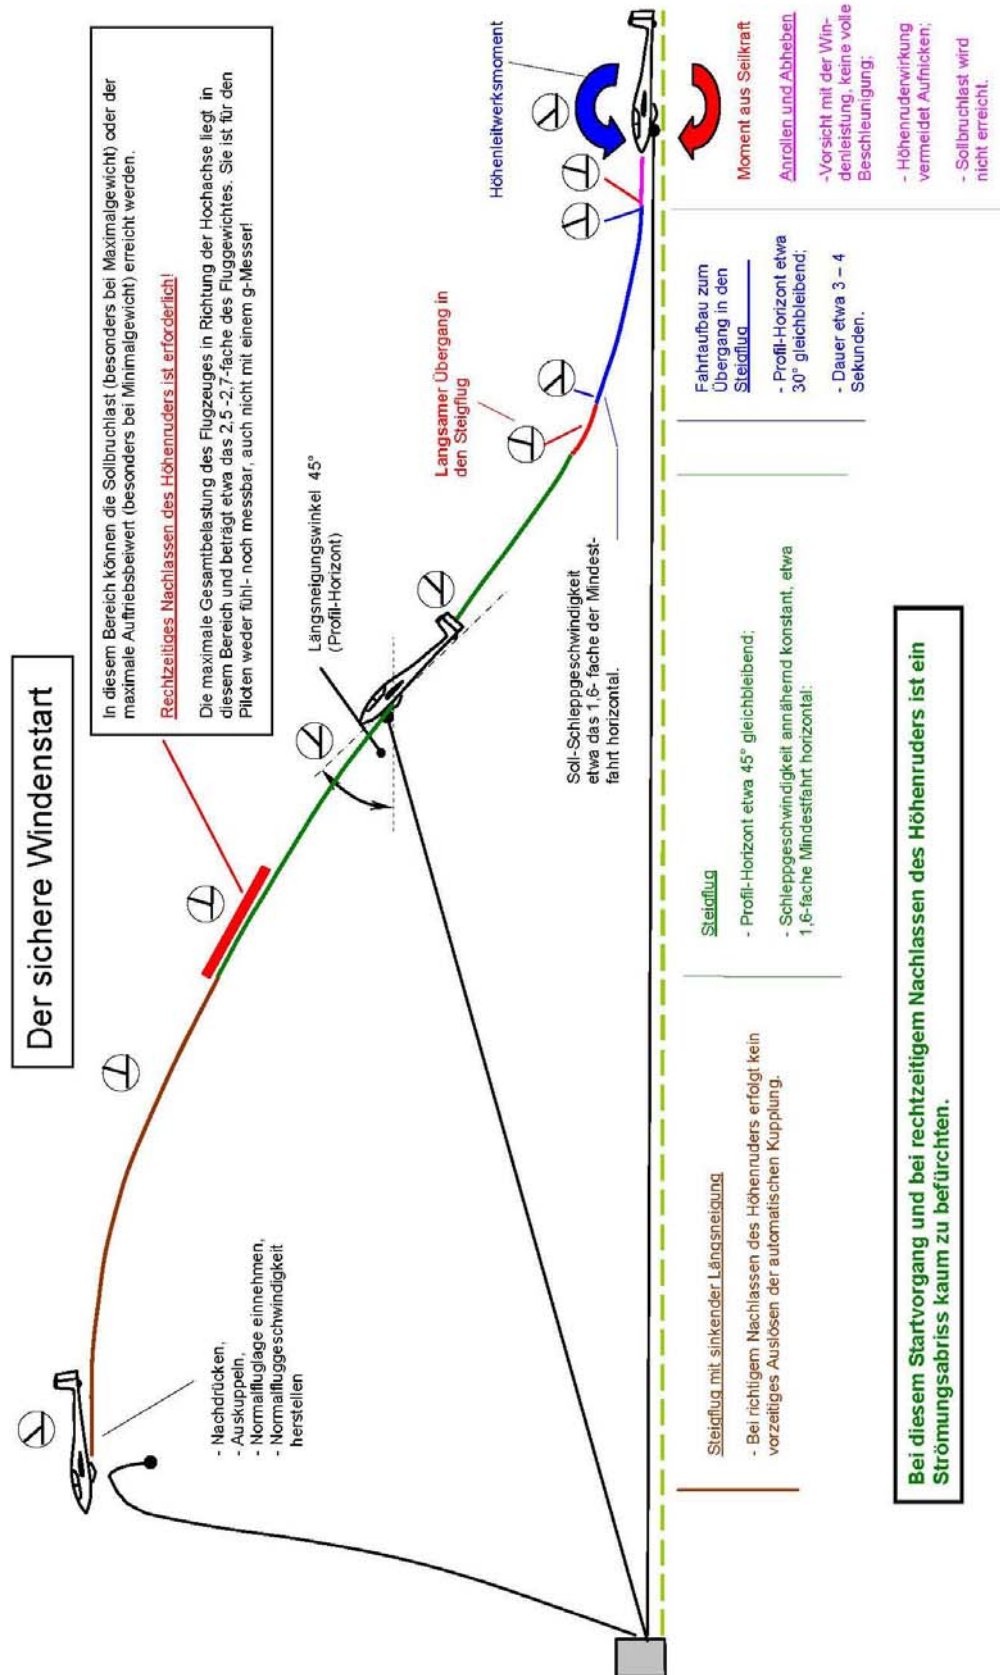 Der sichere Windenstart
In diesem Bereich können die Sollbruchlast (besonders bei Maximalgewicht) oder der
maximale Auftriebsbeiwert (besonders bei Minimalgewicht) erreicht werden.
Rechtzeitiges Nachlassen des Höhenruders ist erforderlich!
Die maximale Gesamtbelastung des Flugzeuges in Richtung der Hochachse liegt in
diesem Bereich und beträgt etwa das 2,5 -2,7-fache des Fluggewichtes. Sie ist für den
Piloten weder fühl- noch messbar, auch nicht mit einem g-Messer!
- Nachdrücken,
- Auskuppeln,
- Normalfluglage einnehmen,
- Normalfluggeschwindigkeit
herstellen
Längsneigungswinkel 45°
(Profil-Horizont)
Langsamer Übergang in
den Steigflug
Höhenleitwerksmoment
Soll-Schleppgeschwindigkeit
etwa das 1,6- fache der Mindest-
fahrt horizontal.
Steigflug mit sinkender Längsneigung
- Bei richtigem Nachlassen des Höhenruders erfolgt kein
vorzeitiges Auslösen der automatischen Kupplung.
Steigflug
- Profil-Horizont etwa 45° gleichbleibend;
- Schleppgeschwindigkeit annähernd konstant, etwa
1,6-fache Mindestfahrt horizontal;
Fahrtaufbau zum
Übergang in den
Steigflug
- Profil-Horizont etwa
30° gleichbleibend;
- Dauer etwa 3 – 4
Sekunden.
Moment aus Seilkraft
Anrollen und Abheben
-Vorsicht mit der Win-
denleistung, keine volle
Beschleunigung;
- Höhenruderwirkung
vermeidet Aufnicken;
- Sollbruchlast wird
nicht erreicht.
Bei diesem Startvorgang und bei rechtzeitigem Nachlassen des Höhenruders ist ein
Strömungsabriss kaum zu befürchten.